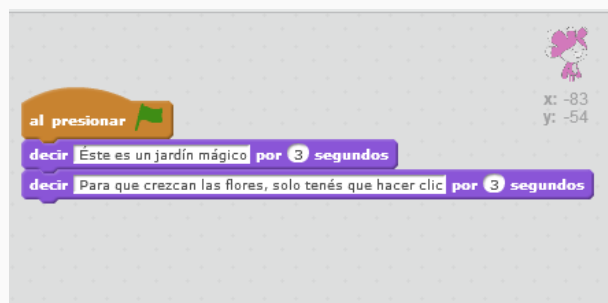 x: -83
y: -54
al presionar
decir Éste es un jardín mágico por 3 segundos
decir Para que crezcan las flores, solo tenés que hacer clic por 3 segundos